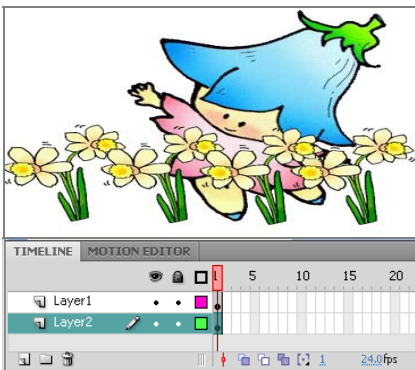 TIMELINE MOTION EDITOR
1 5 10 15 20
Layer1
Layer2
1 24.0fps